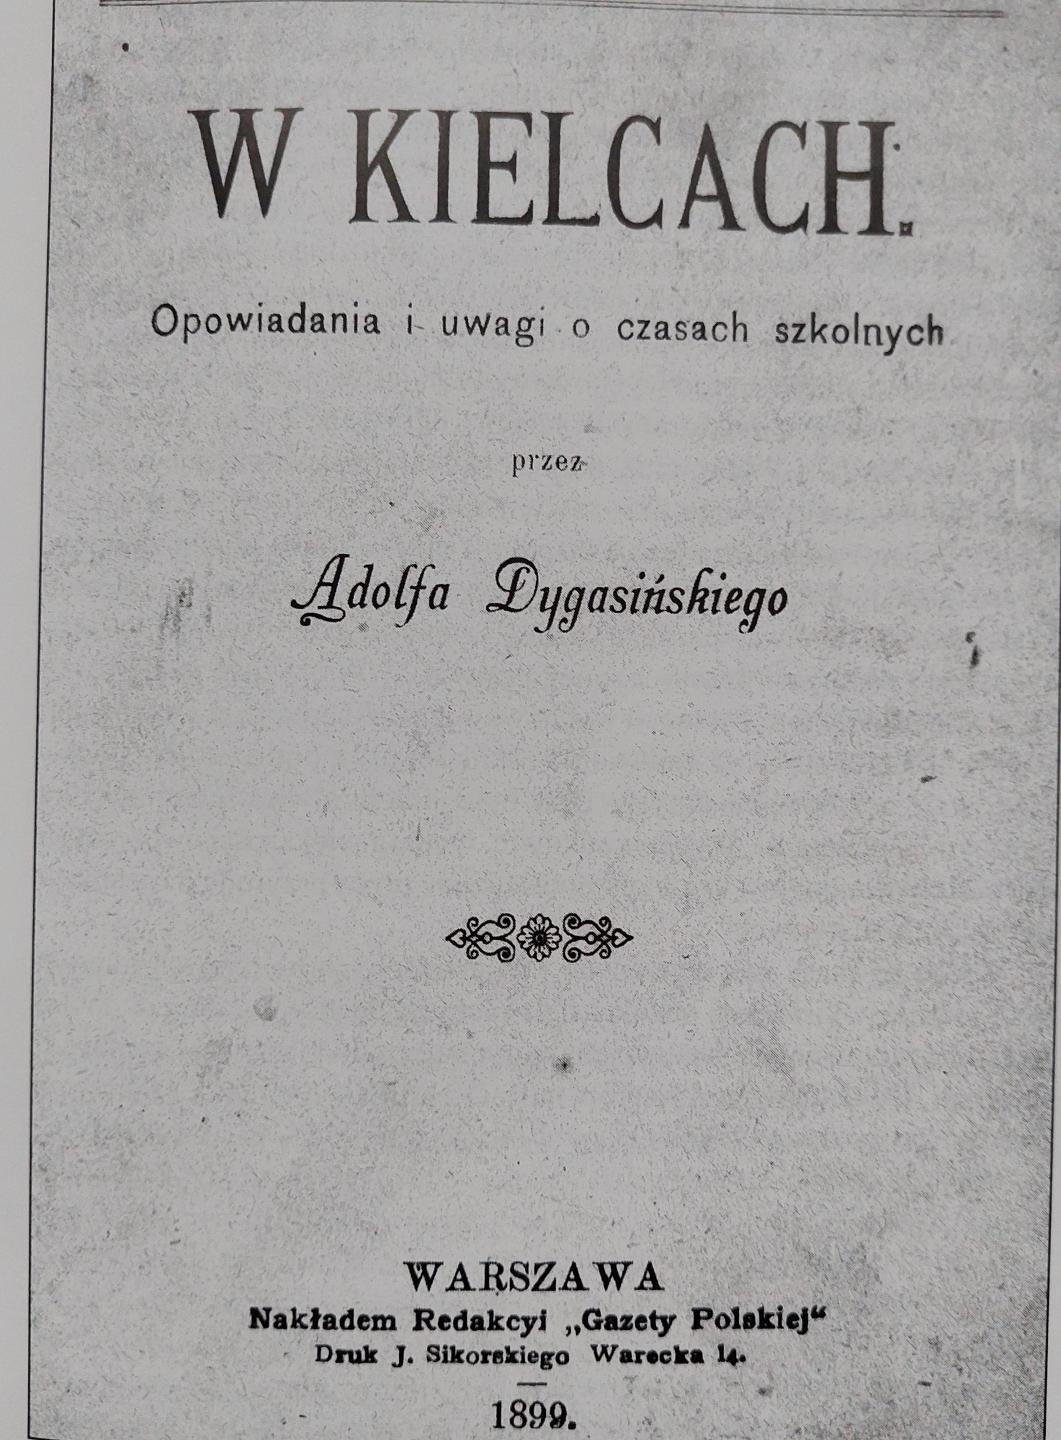 W KIELCACH.
Opowiadania i uwagi o czasach szkolnych
przez
Adolfa Dygasińskiego
WARSZAWA
Nakładem Redakcyi „Gazety Polskiej“
Druk J. Sikorskiego Warecka 14.
1899.